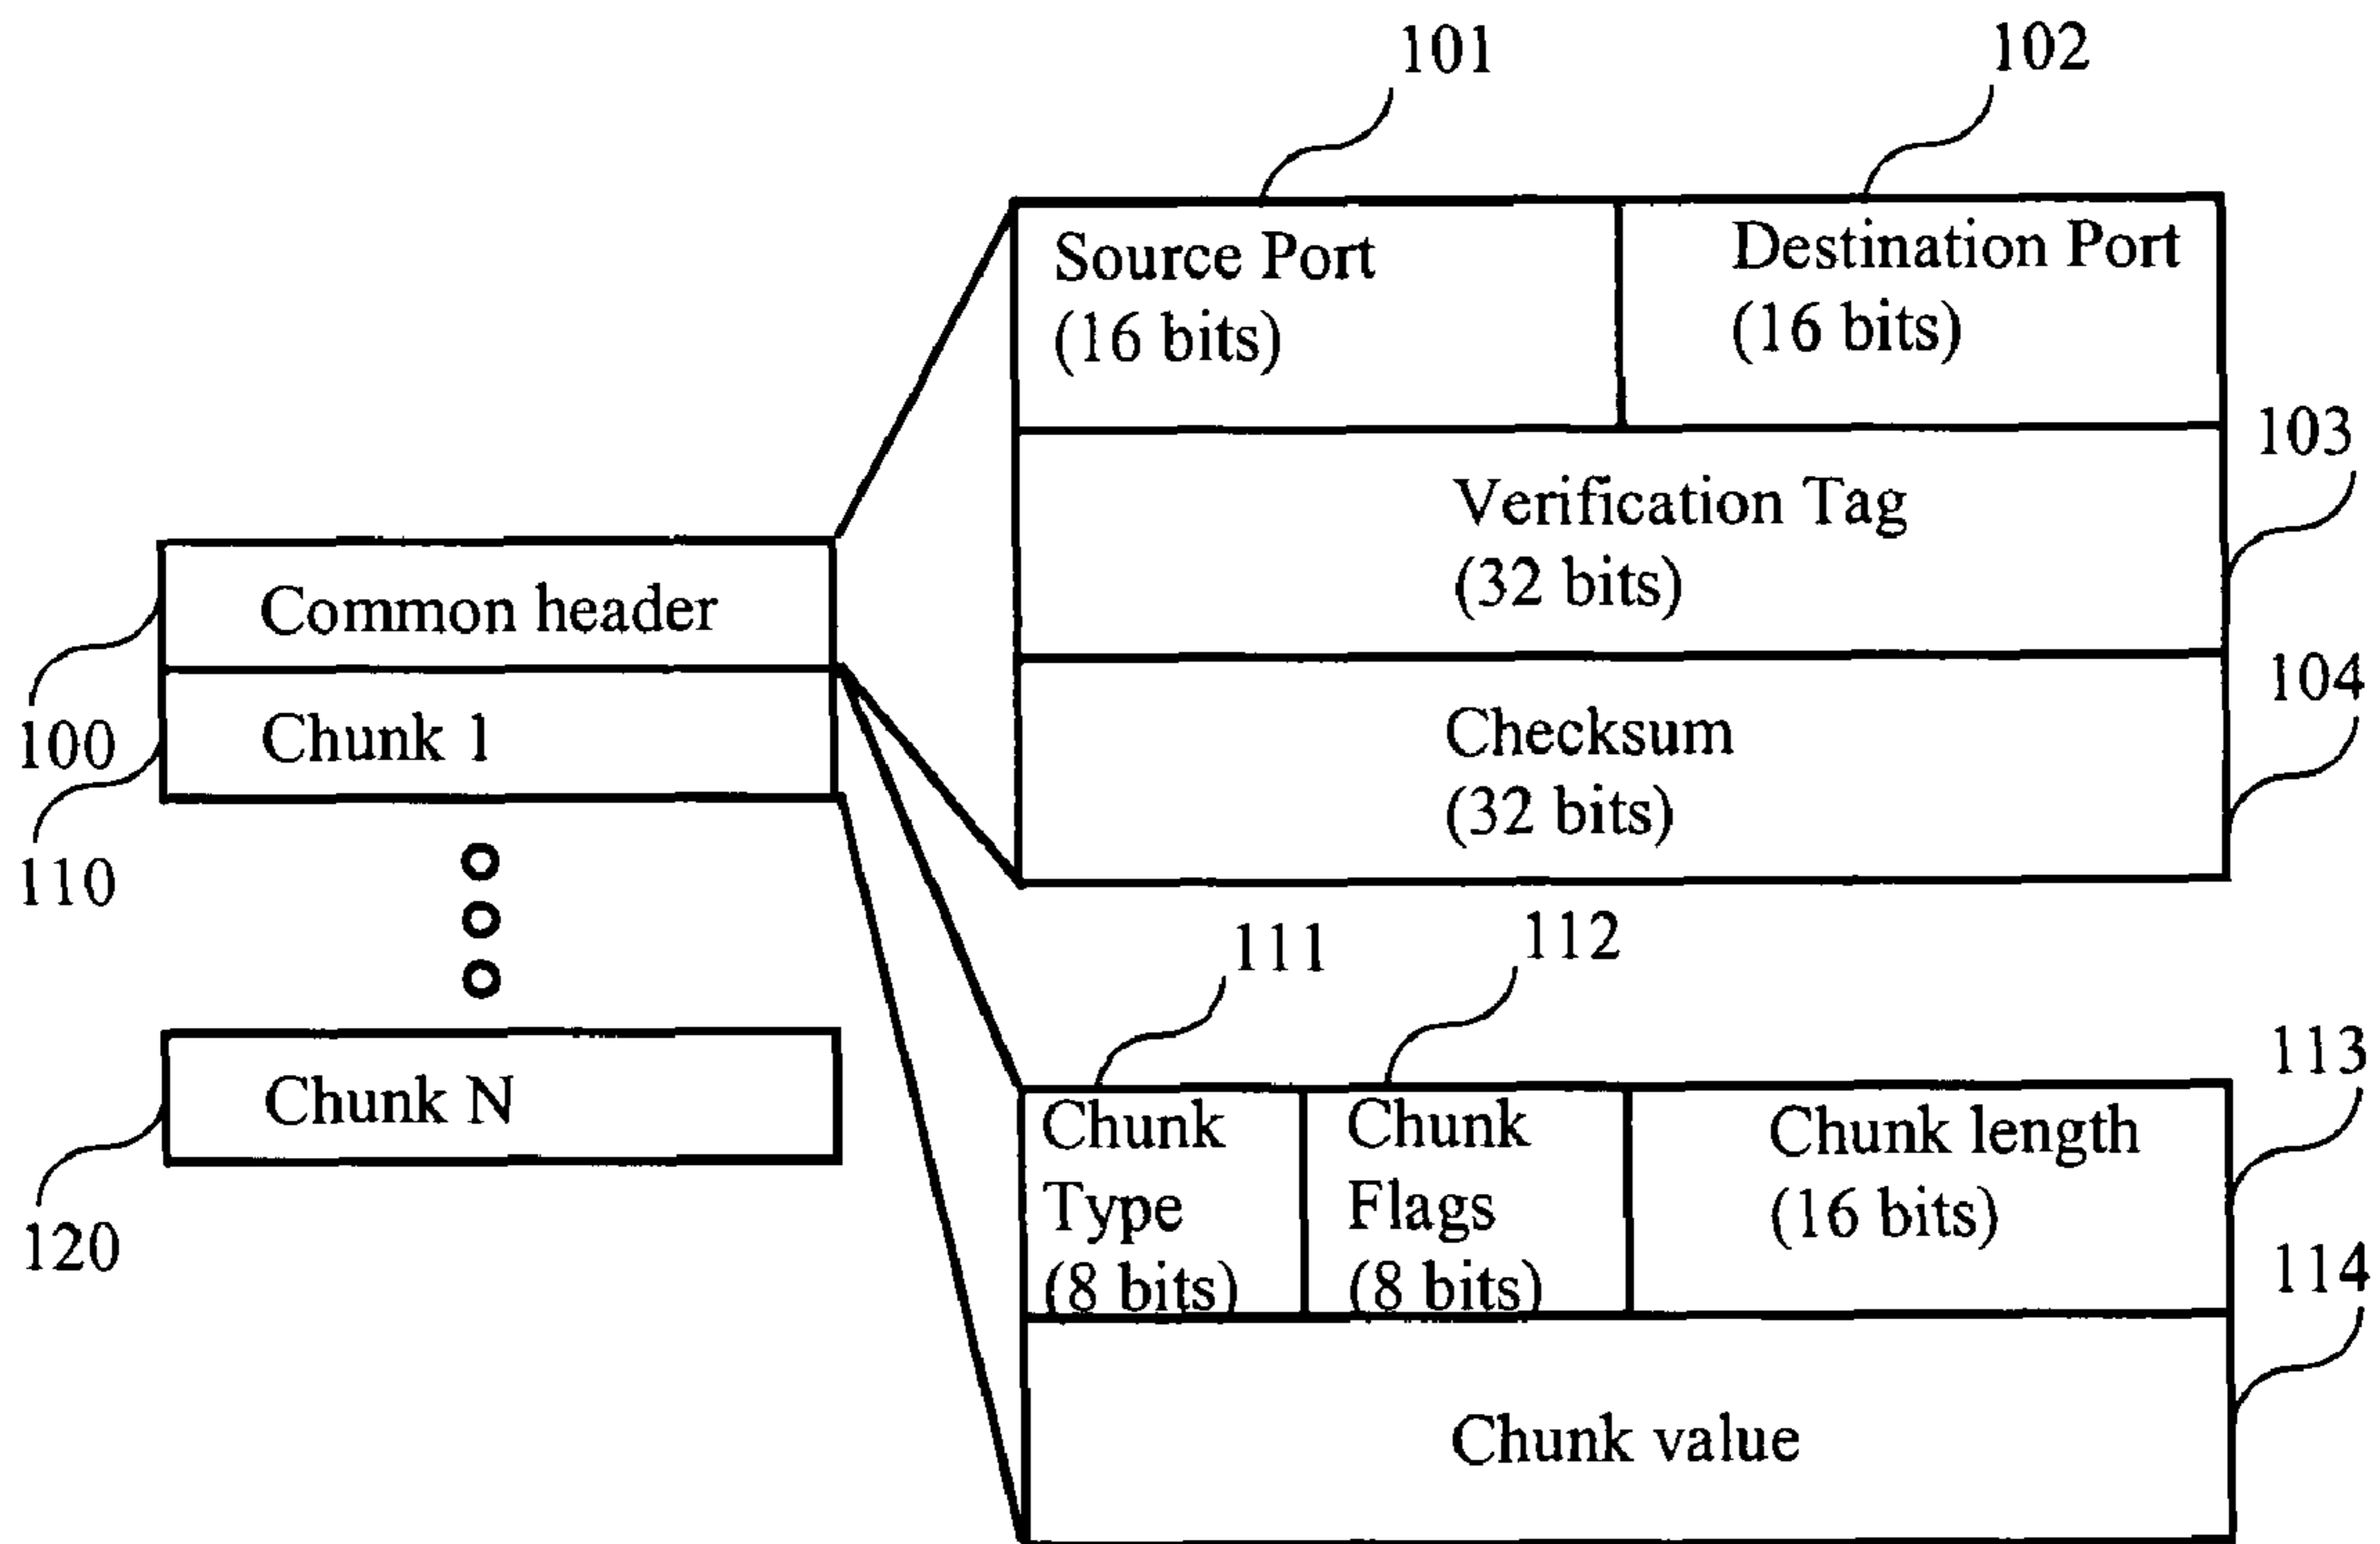 101
102
Source Port
(16 bits)
Destination Port
(16 bits)
103
Verification Tag
(32 bits)
Common header
100
Chunk 1
110
104
Checksum
(32 bits)
111
112
Chunk N
120
113
Chunk
Type
(8 bits)
Chunk
Flags
(8 bits)
Chunk length
(16 bits)
114
Chunk value